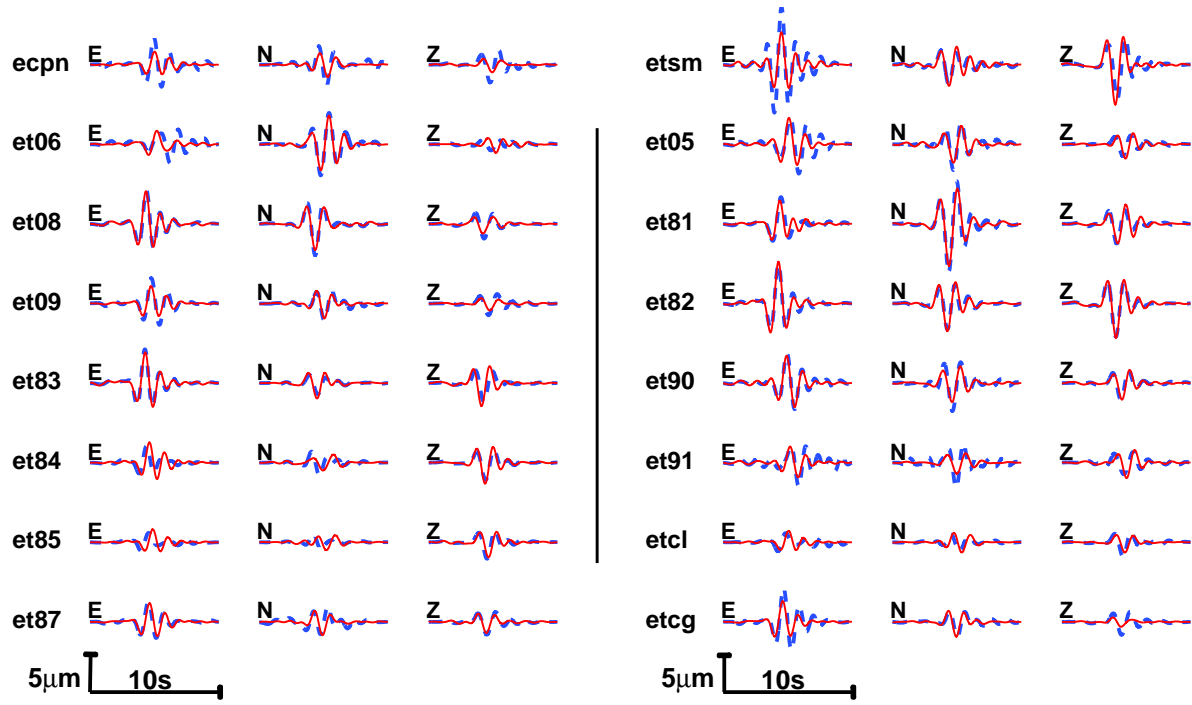 ecpn E N Z etsm E N Z
et06 E N Z et05 E N Z
et08 E N Z et81 E N Z
et09 E N Z et82 E N Z
et83 E N Z et90 E N Z
et84 E N Z et91 E N Z
et85 E N Z etcl E N Z
et87 E N Z etcg E N Z
5μm 10s 5μm 10s